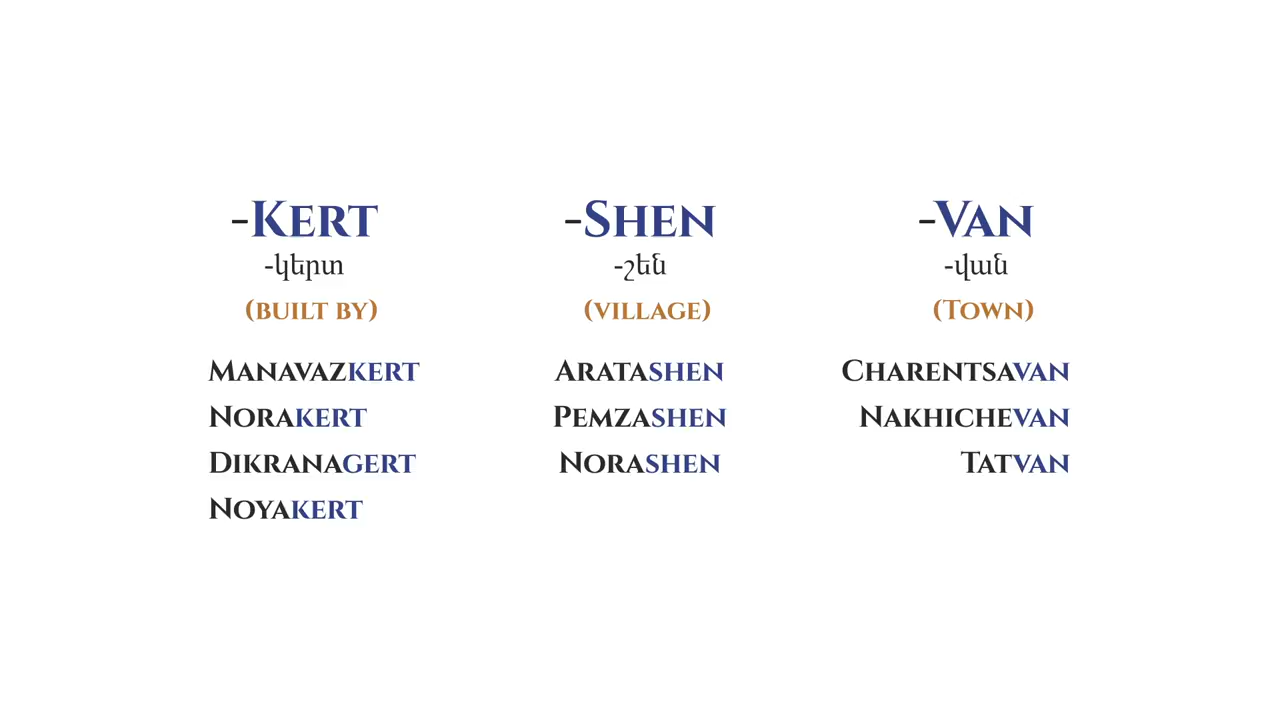 -Kert
-կերտ
(built by)
Manavazkert
Norakert
Dikranagert
Noyakert
-Shen
-շեն
(village)
Aratashen
Pemzashen
Norashen
-Van
-վան
(Town)
Charentsavan
Nakhichevan
Tatvan